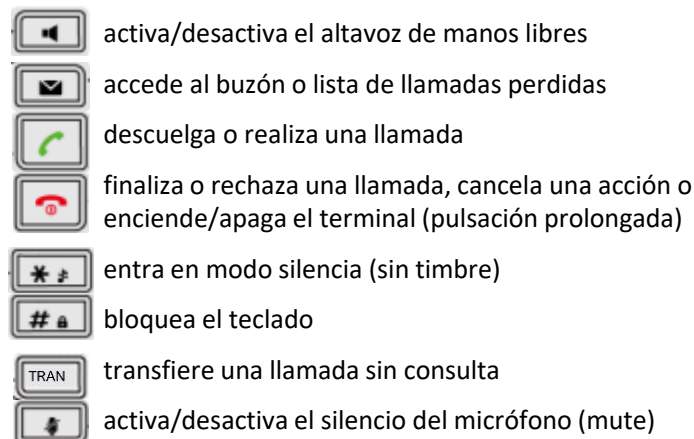 activa/desactiva el altavoz de manos libres
accede al buzón o lista de llamadas perdidas
descuelga o realiza una llamada
finaliza o rechaza una llamada, cancela una acción o
enciende/apaga el terminal (pulsación prolongada)
* entra en modo silencia (sin timbre)
# bloquea el teclado
TRAN transfiere una llamada sin consulta
activa/desactiva el silencio del micrófono (mute)